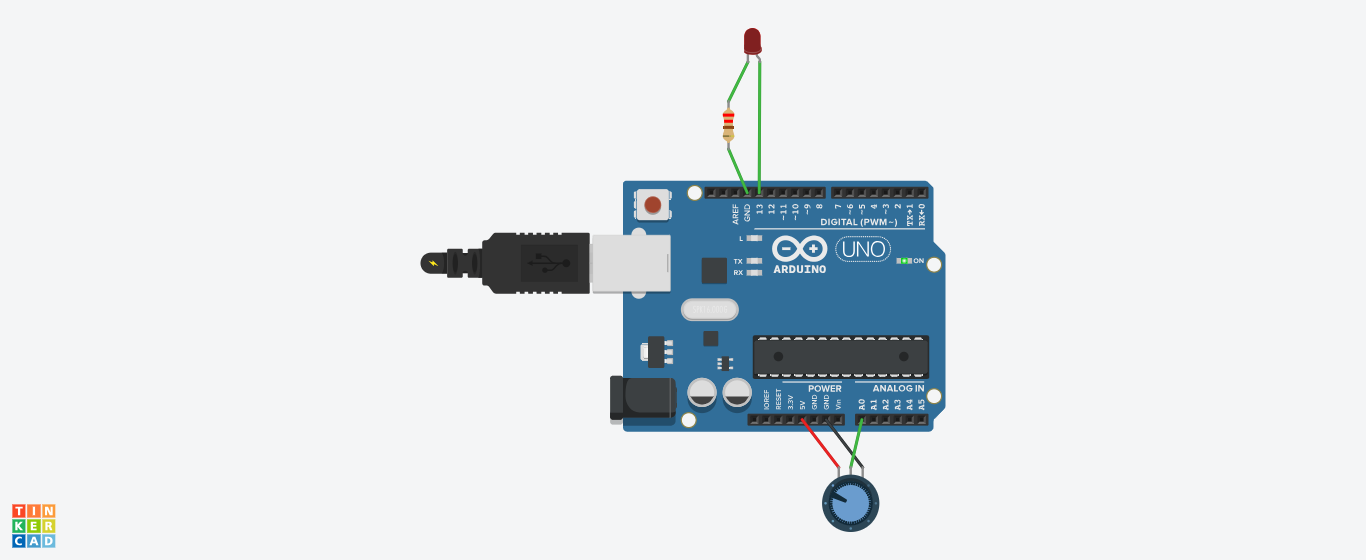 AREF
GND
13
12
~11
~10
~9
8
7
~6
~5
4
~3
2
TX→1
RX←0
DIGITAL (PWM~)
L
TX
RX
UNO
ARDUINO
ON
POWER
ANALOG IN
IOREF
RESET
3.3V
5V
GND
GND
Vin
A0
A1
A2
A3
A4
A5
TIN
KER
CAD